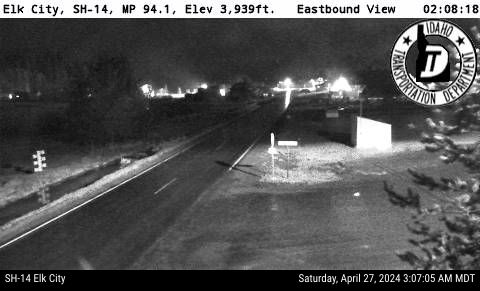 Elk City, SH-14, MP 94.1, Elev 3,939ft. Eastbound View 02:08:18
IDAHO
TRANSPORTATION DEPARTMENT
SH-14 Elk City Saturday, April 27, 2024 3:07:05 AM MDT